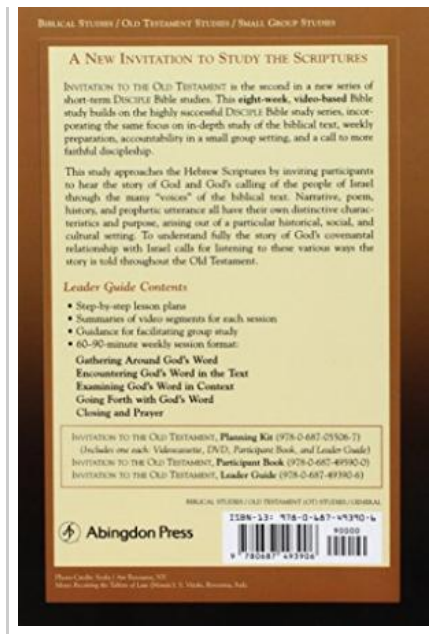 BIBLICAL STUDIES / OLD TESTAMENT STUDIES / SMALL GROUP STUDIES
A NEW INVITATION TO STUDY THE SCRIPTURES
INVITATION TO THE OLD TESTAMENT is the second in a new series of
short-term DISCIPLE Bible studies. This eight-week, video-based Bible
study builds on the highly successful DISCIPLE Bible study series, incor-
porating the same focus on in-depth study of the biblical text, weekly
preparation, accountability in a small group setting, and a call to more
faithful discipleship.
This study approaches the Hebrew Scriptures by inviting participants
to hear the story of God and God's calling of the people of Israel
through the many "voices" of the biblical text. Narrative, poem,
history, and prophetic utterance all have their own distinctive charac-
teristics and purpose, arising out of a particular historical, social, and
cultural setting. To understand fully the story of God's covenantal
relationship with Israel calls for listening to these various ways the
story is told throughout the Old Testament.
Leader Guide Contents
• Step-by-step lesson plans
• Summaries of video segments for each session
• Guidance for facilitating group study
• 60-90-minute weekly session format:
Gathering Around God's Word
Encountering God's Word in the Text
Examining God's Word in Context
Going Forth with God's Word
Closing and Prayer
INVITATION TO THE OLD TESTAMENT, Planning Kit (978-0-687-05506-7)
(Includes one each: Videocassette, DVD, Participant Book, and Leader Guide)
INVITATION TO THE OLD TESTAMENT, Participant Book (978-0-687-49590-0)
INVITATION TO THE OLD TESTAMENT, Leader Guide (978-0-687-49390-6)
BIBLICAL STUDIES / OLD TESTAMENT (OT) STUDIES / GENERAL
ISBN-13: 978-0-687-49390-6
90000
Abingdon Press
9 780687 493906